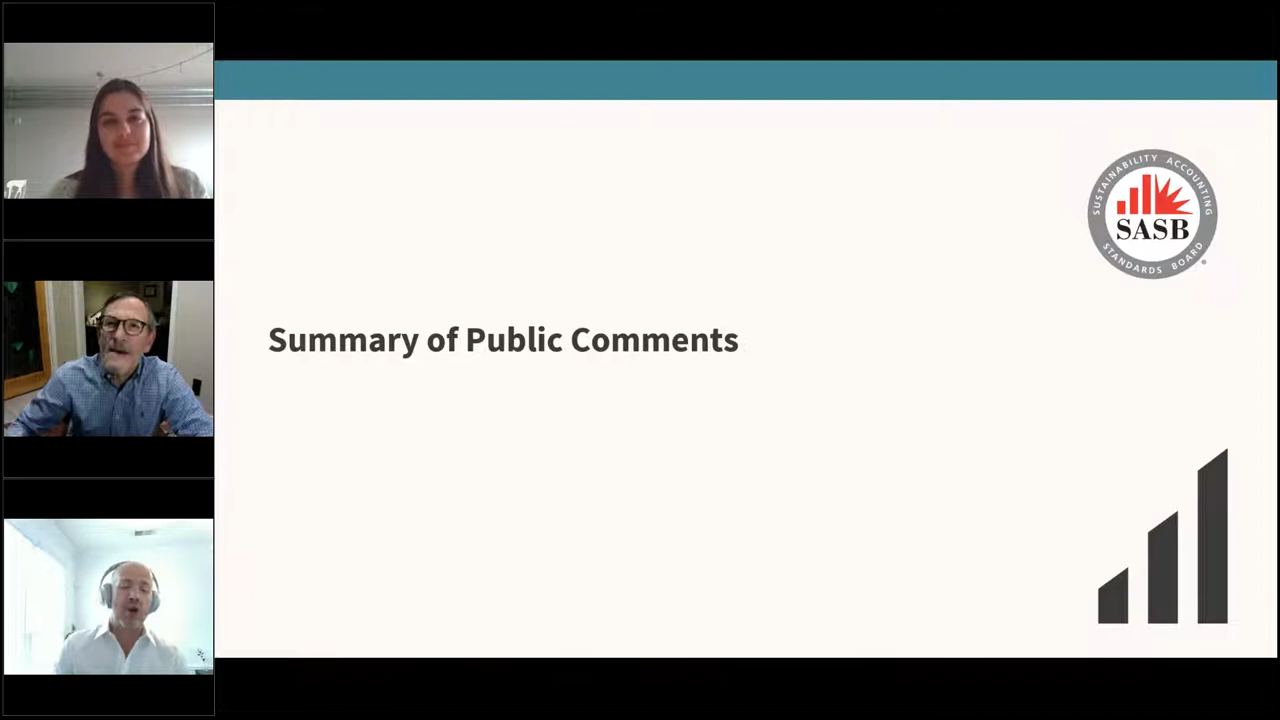 Summary of Public Comments
SUSTAINABILITY ACCOUNTING
SASB
STANDARDS BOARD